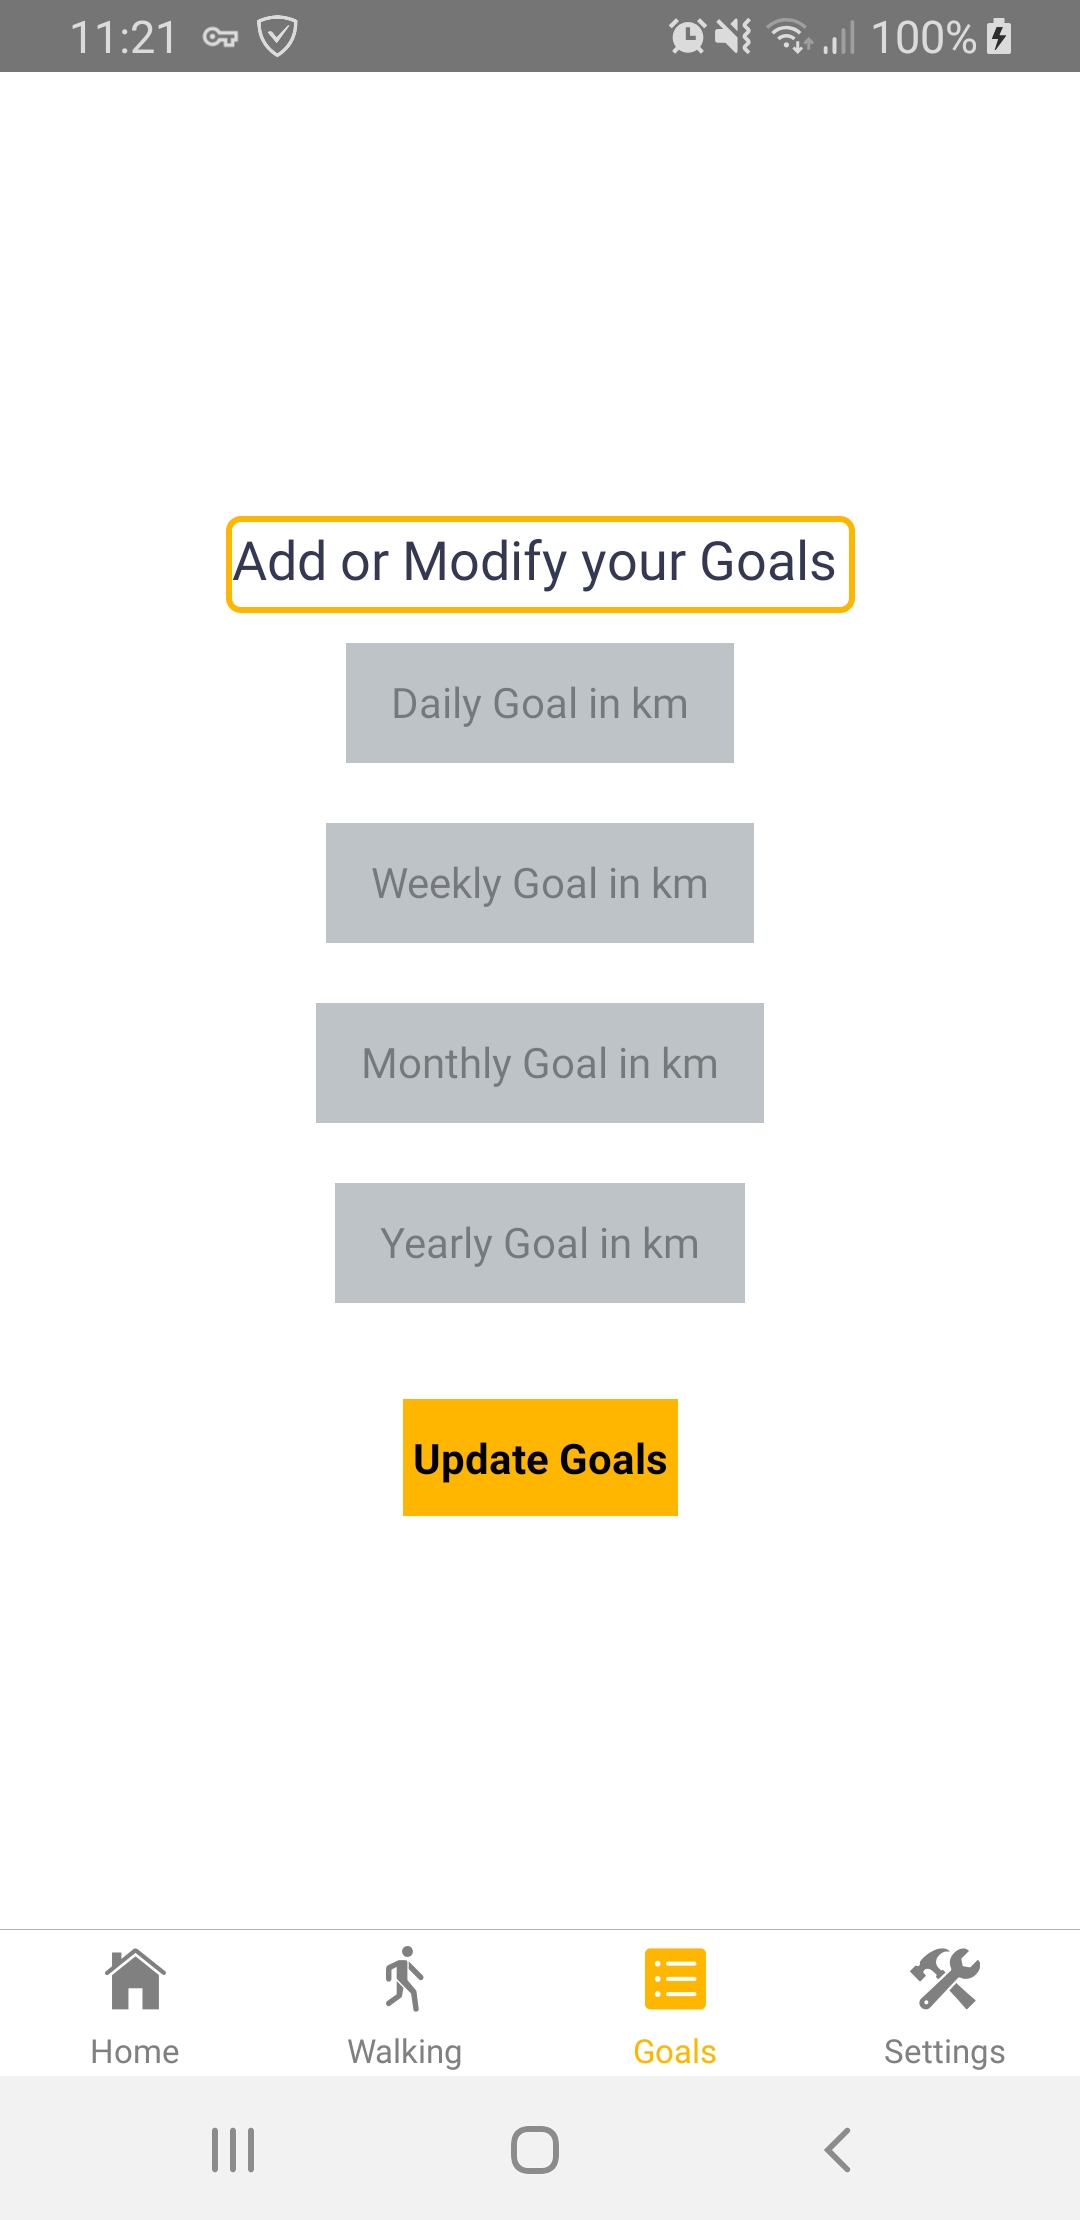 11:21 100%
Add or Modify your Goals
Daily Goal in km
Weekly Goal in km
Monthly Goal in km
Yearly Goal in km
Update Goals
Home Walking Goals Settings